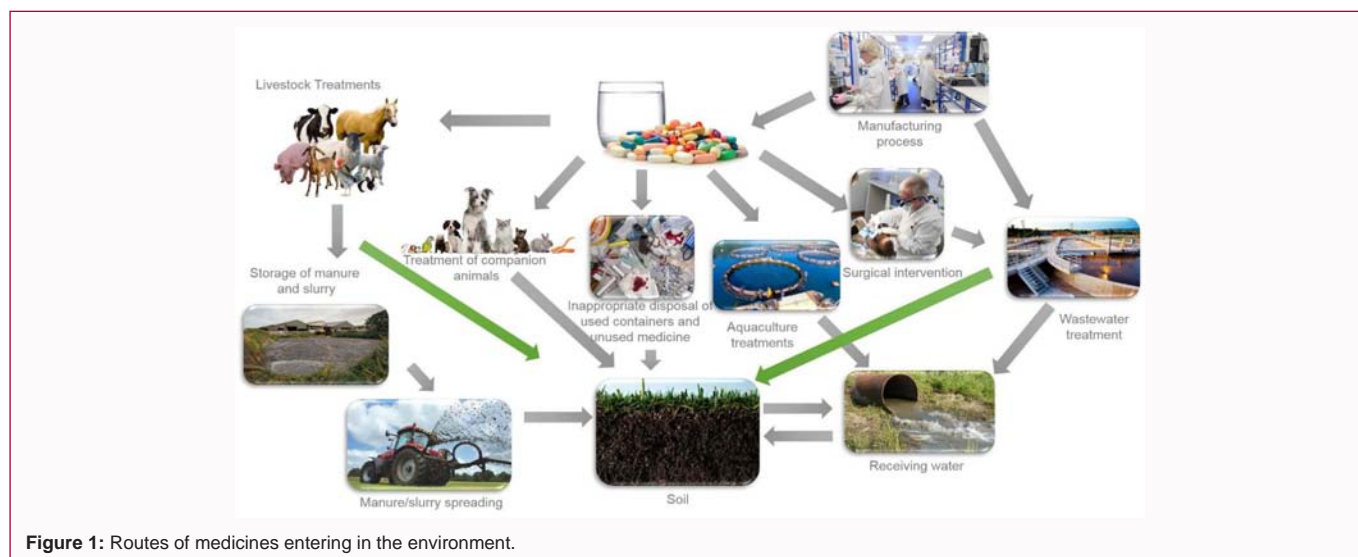 Livestock Treatments
Manufacturing
process
Treatment of companion
animals
Surgical intervention
Storage of manure
and slurry
Inappropriate disposal of
used containers and
unused medicine
Aquaculture
treatments
Wastewater
treatment
Manure/slurry spreading
Soil
Receiving water
Figure 1: Routes of medicines entering in the environment.